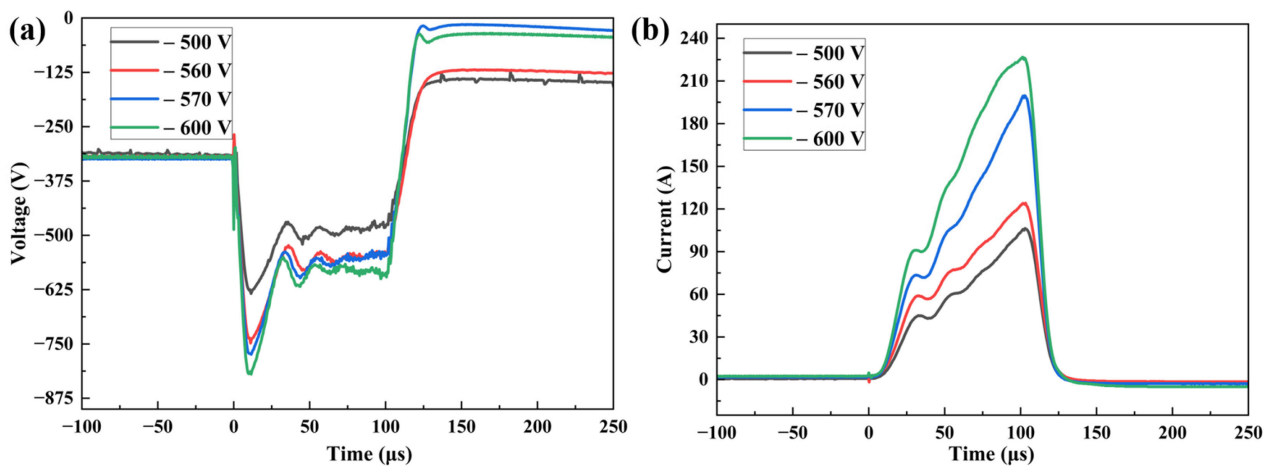 (a)
Voltage (V)
0
−125
−250
−375
−500
−625
−750
−875
– 500 V
– 560 V
– 570 V
– 600 V
−100 −50 0 50 100 150 200 250
Time (μs)
(b)
Current (A)
240
210
180
150
120
90
60
30
0
– 500 V
– 560 V
– 570 V
– 600 V
−100 −50 0 50 100 150 200 250
Time (μs)